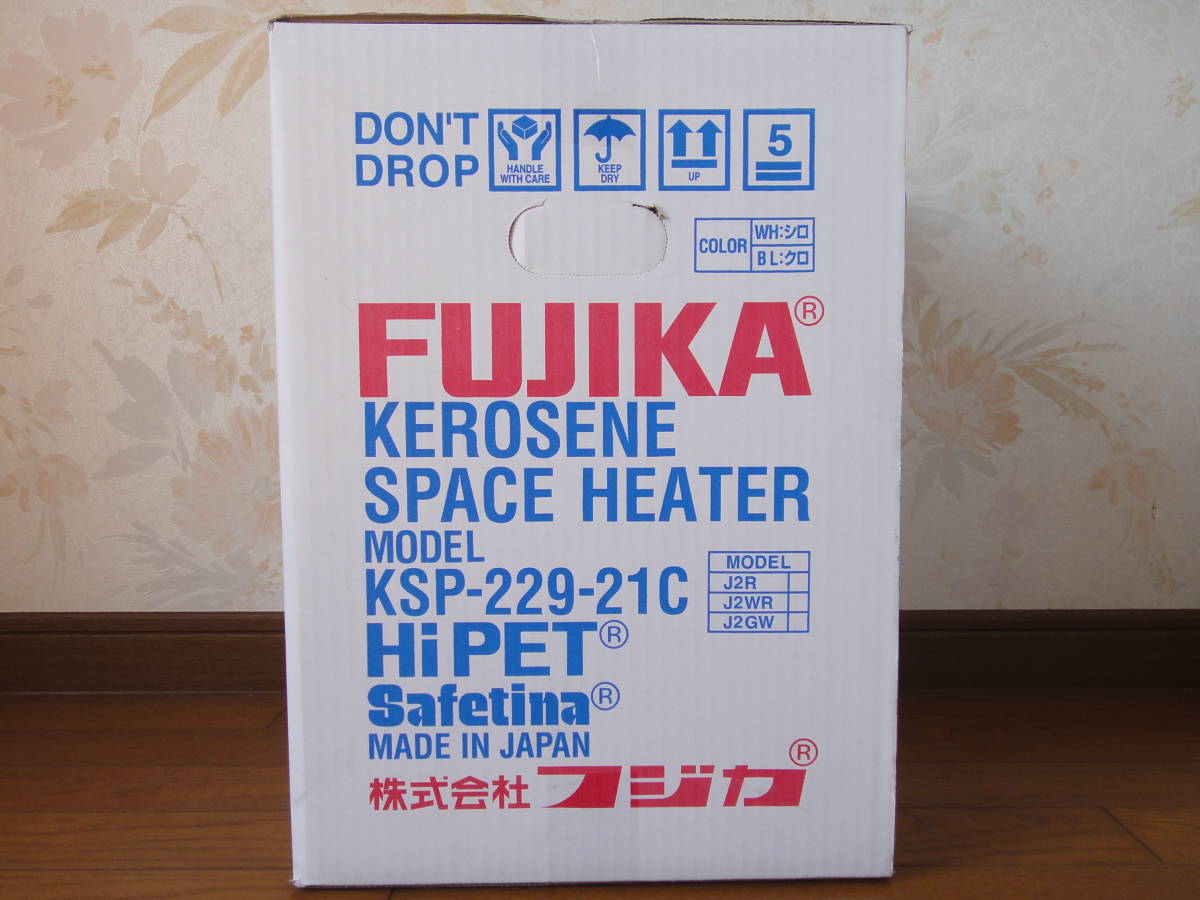 DON'T
DROP
HANDLE
WITH CARE
KEEP
DRY
UP
5
COLOR
WH:シロ
BL:クロ
FUJIKA®
KEROSENE
SPACE HEATER
MODEL
KSP-229-21C
MODEL
J2R
J2WR
J2GW
HiPET®
Safetina®
MADE IN JAPAN
株式会社フジカ®